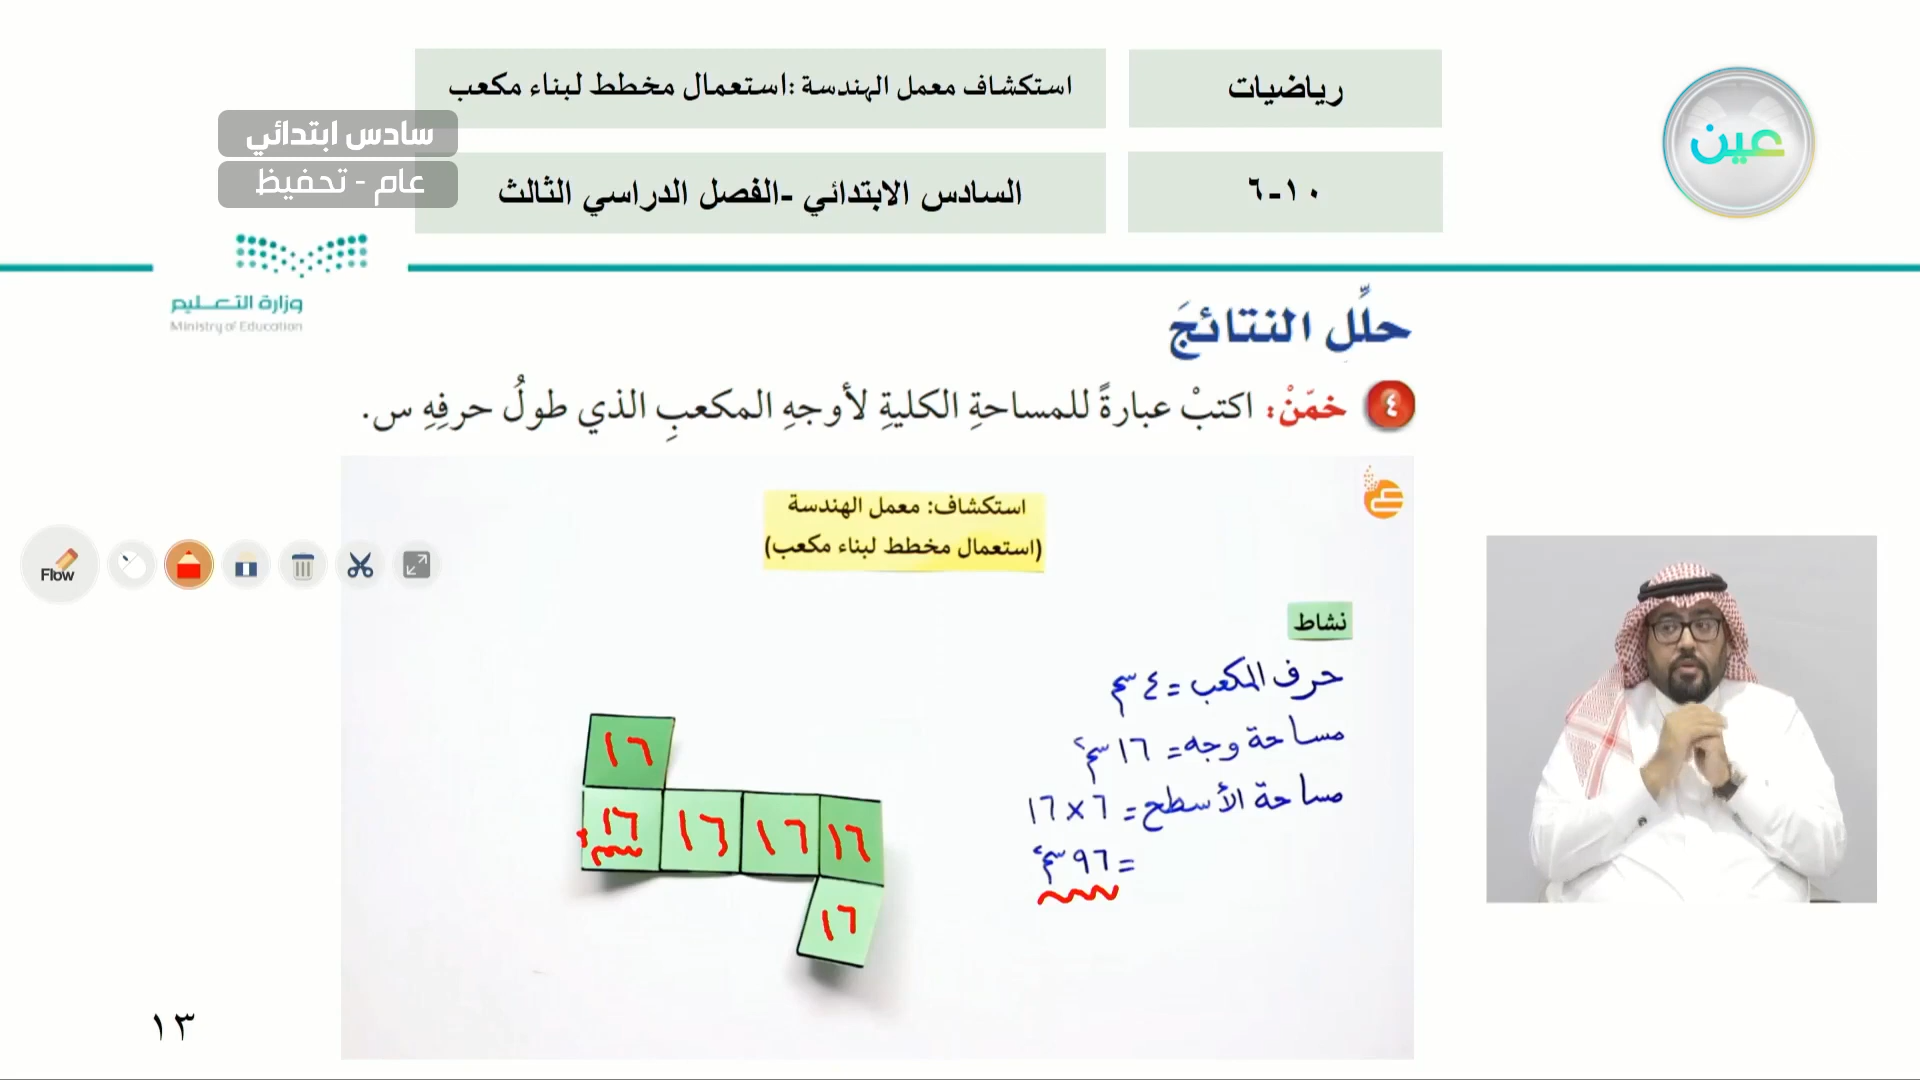 رياضيات
استكشاف معمل الهندسة :استعمال مخطط لبناء مكعب
سادس ابتدائي
عام - تحفيظ
١٠-٦
السادس الابتدائي -الفصل الدراسي الثالث
عين
وزارة التعليم
Ministry of Education
حلِّلِ النتائجَ
٤ خمّنْ: اكتبْ عبارةً للمساحةِ الكليةِ لأوجهِ المكعبِ الذي طولُ حرفِهِ س.
استكشاف: معمل الهندسة
(استعمال مخطط لبناء مكعب)
Flow
نشاط
حرف المكعب = ٤ سم
مساحة وجه = ١٦ سم٢
مساحة الأسطح = ٦ × ١٦
= ٩٦ سم٢
١٦
١٦ سم٢
١٦
١٦
١٦
١٦
١٣